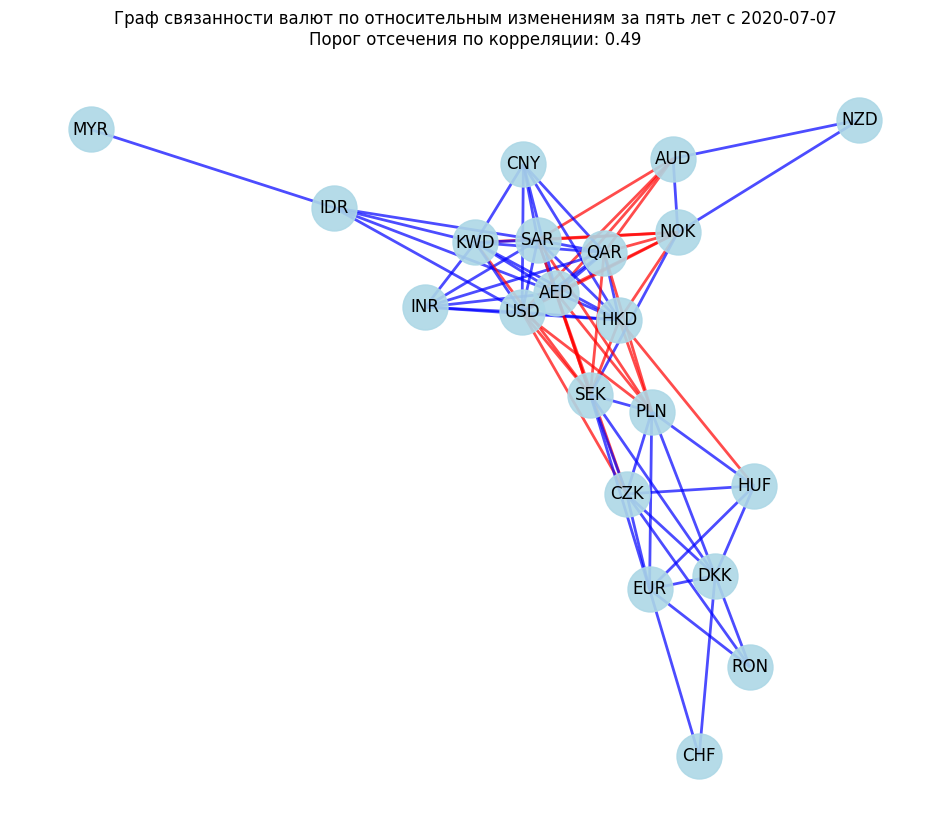 Граф связанности валют по относительным изменениям за пять лет с 2020-07-07
Порог отсечения по корреляции: 0.49
NZD
MYR
AUD
CNY
IDR
NOK
SAR
KWD
QAR
AED
INR
USD
HKD
SEK
PLN
HUF
CZK
DKK
EUR
RON
CHF